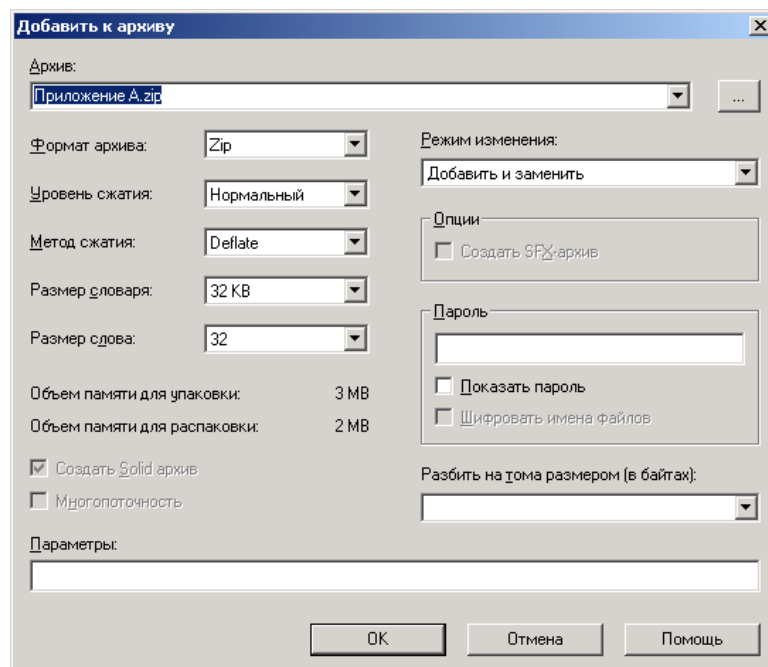 Добавить к архиву
Архив:
Приложение A.zip
...
Формат архива: Zip
Режим изменения:
Добавить и заменить
Уровень сжатия: Нормальный
Опции
Создать SFX-архив
Метод сжатия: Deflate
Размер словаря: 32 KB
Пароль
Размер слова: 32
Показать пароль
Шифровать имена файлов
Объем памяти для упаковки: 3 MB
Объем памяти для распаковки: 2 MB
Создать Solid архив
Многопоточность
Разбить на тома размером (в байтах):
Параметры:
OK Отмена Помощь